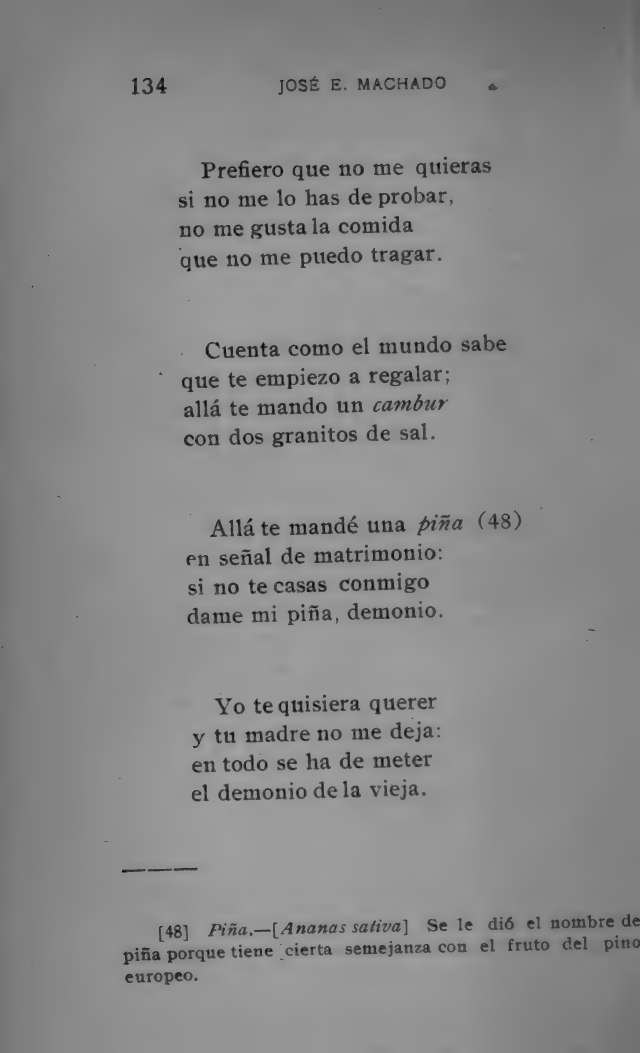 134 JOSÉ E. MACHADO
Prefiero que no me quieras
si no me lo has de probar,
no me gusta la comida
que no me puedo tragar.
Cuenta como el mundo sabe
que te empiezo a regalar;
allá te mando un cambur
con dos granitos de sal.
Allá te mandé una piña (48)
en señal de matrimonio:
si no te casas conmigo
dame mi piña, demonio.
Yo te quisiera querer
y tu madre no me deja:
en todo se ha de meter
el demonio de la vieja.
[48] Piña.—[Ananas sativa] Se le dió el nombre de
piña porque tiene cierta semejanza con el fruto del pino
europeo.